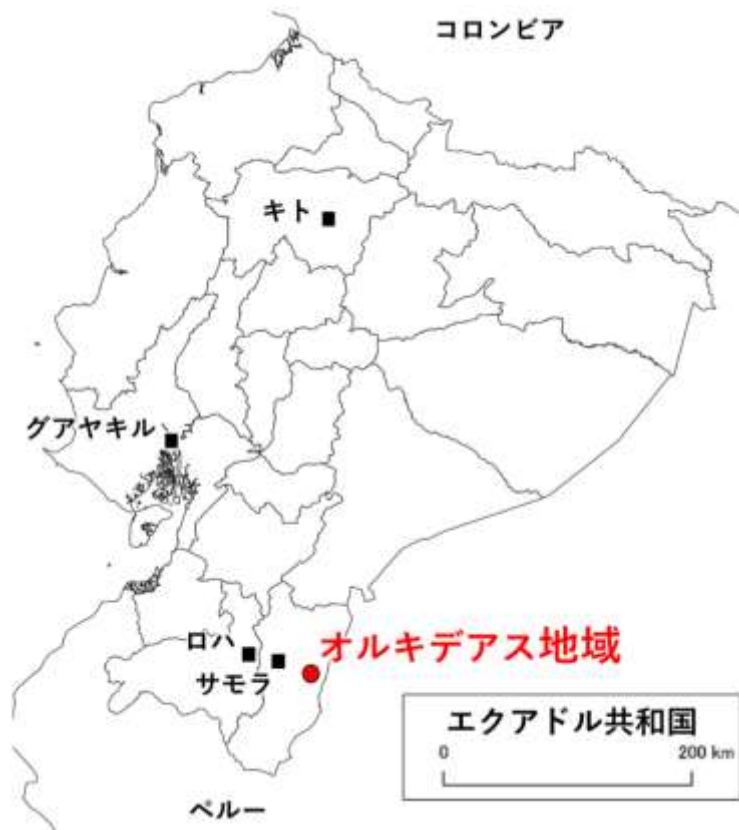 コロンビア
キト
グアヤキル
ロハ
サモラ
オルキデアス地域
エクアドル共和国
0 200 km
ペルー